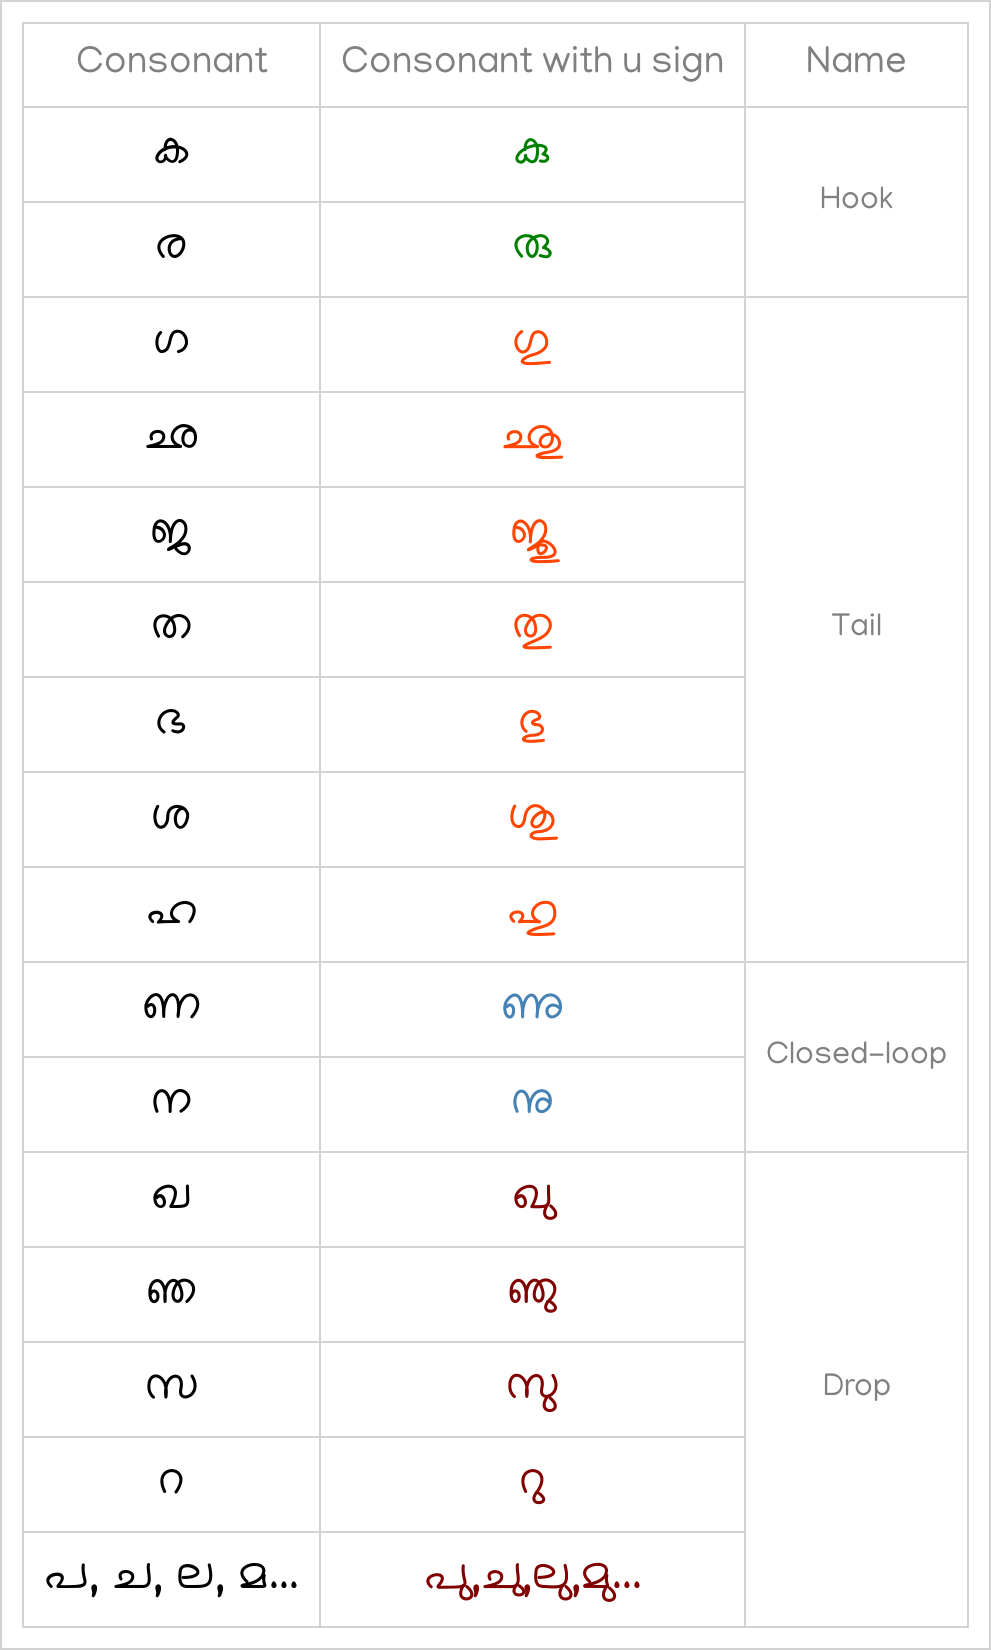 Consonant Consonant with u sign Name
ക കു Hook
ര രു
ഗ ഗു Tail
ഛ ഛു
ജ ജു
ത തു
ഭ ഭു
ശ ശു
ഹ ഹു
ണ ണു Closed-loop
ന നു
ഖ ഖു Drop
ഞ ഞു
സ സു
റ റു
പ, ച, ല, മ... പു,ചു,ലു,മു...